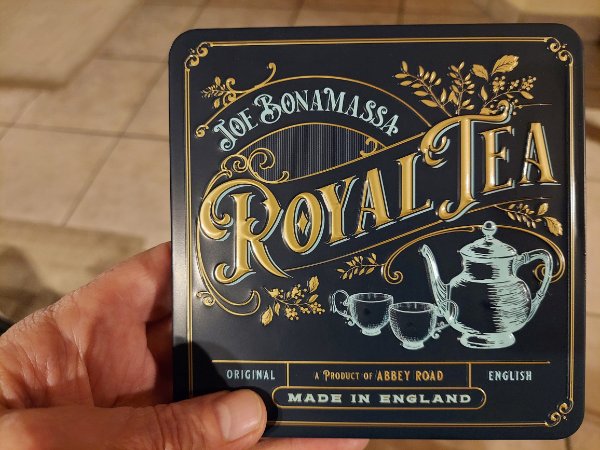 JOE BONAMASSA
ROYAL TEA
ORIGINAL
A PRODUCT OF ABBEY ROAD
ENGLISH
MADE IN ENGLAND